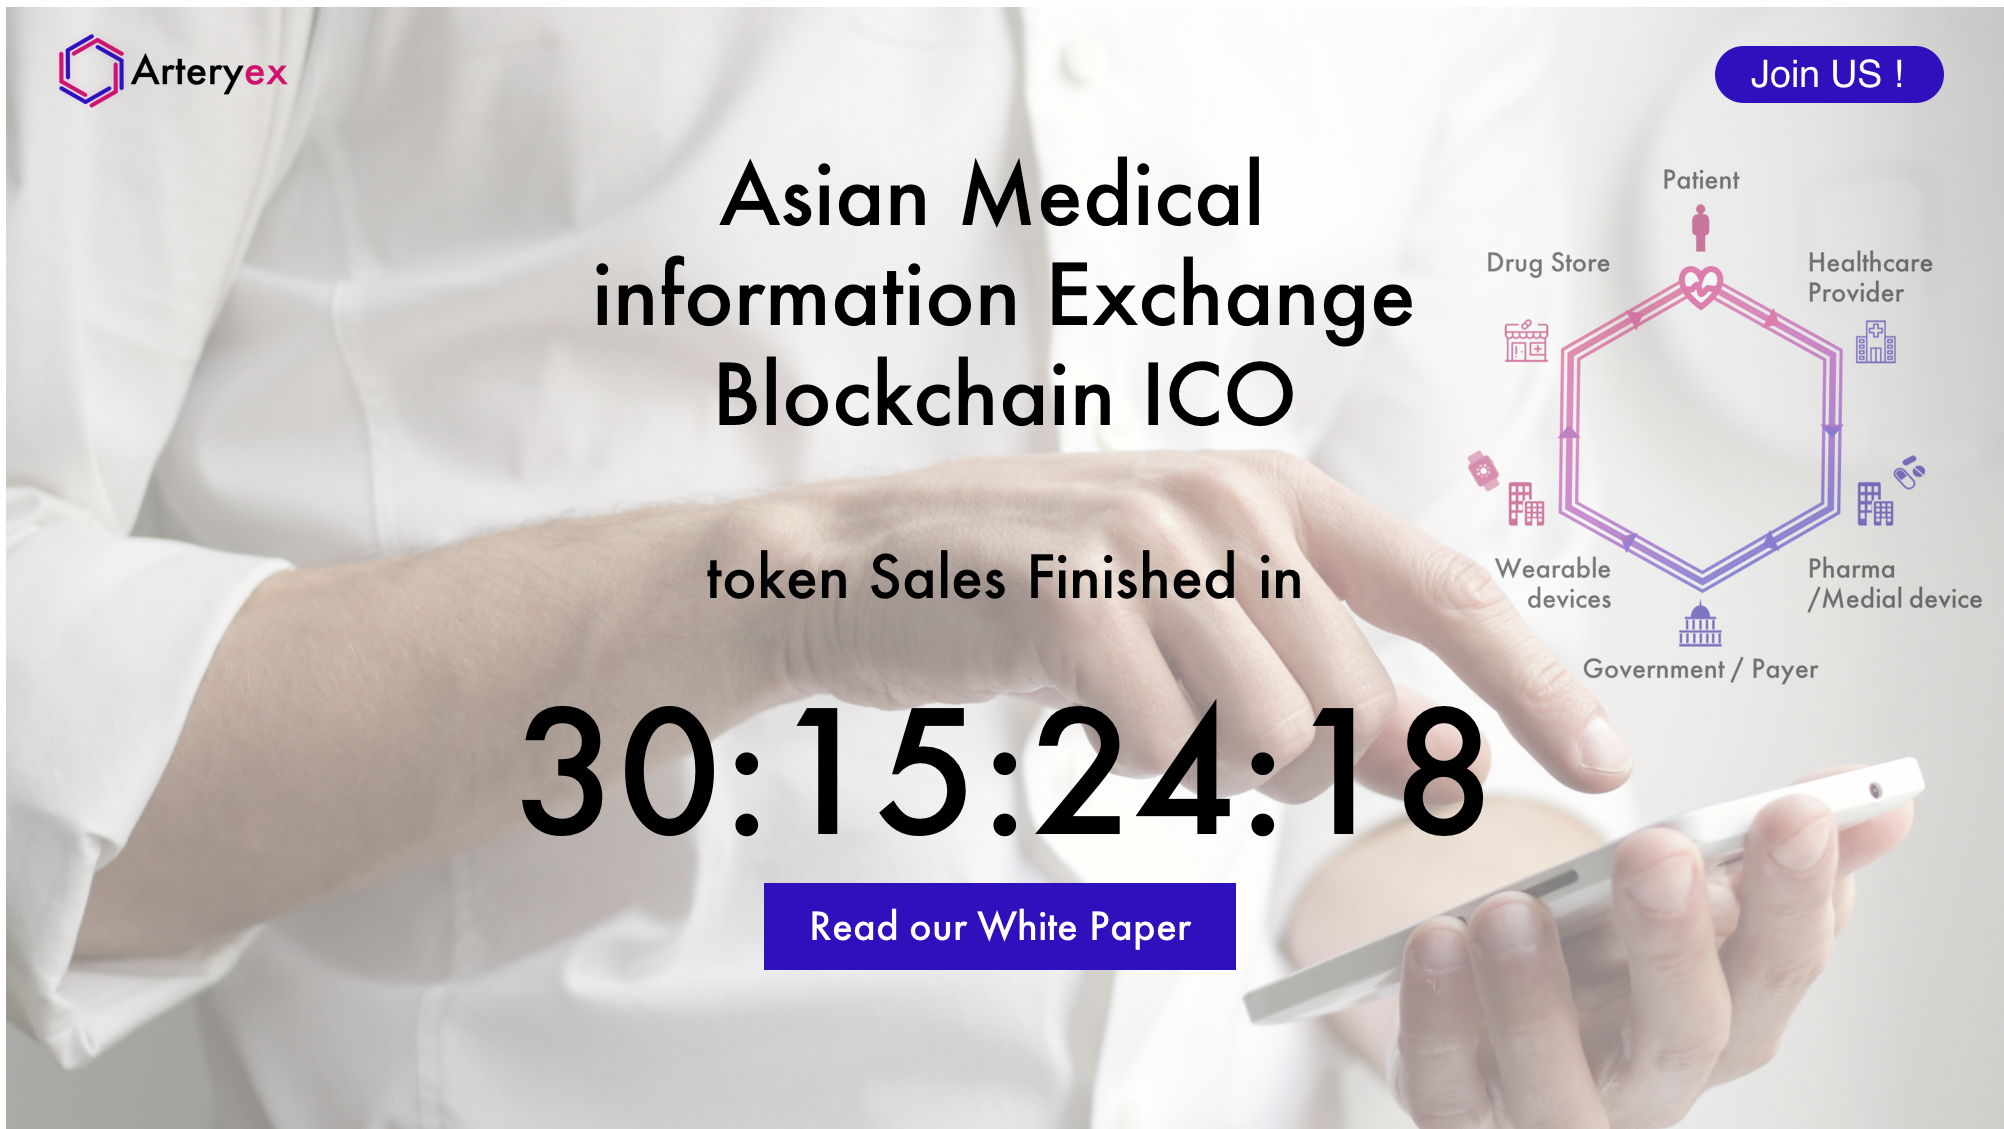 Arteryex
Join US !
Asian Medical
information Exchange
Blockchain ICO
token Sales Finished in
30:15:24:18
Read our White Paper
Patient
Drug Store
Healthcare
Provider
Wearable
devices
Pharma
/Medial device
Government / Payer